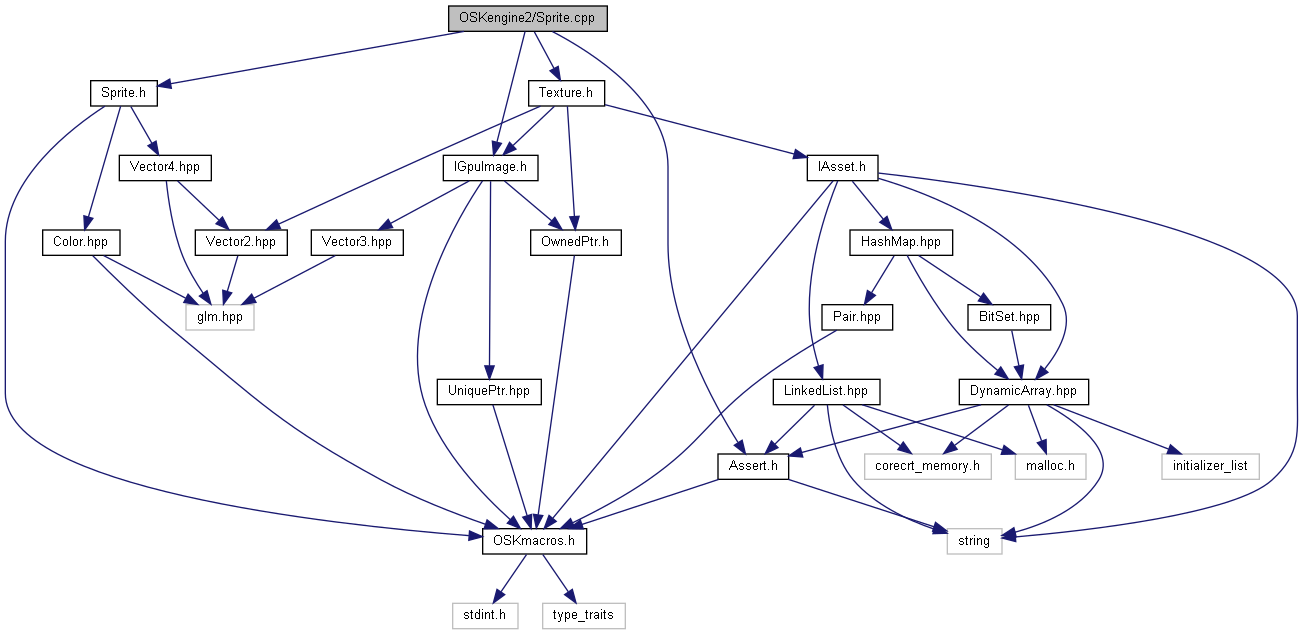 OSKengine2/Sprite.cpp
Sprite.h
Texture.h
Vector4.hpp
IGpuImage.h
IAsset.h
Color.hpp
Vector2.hpp
Vector3.hpp
OwnedPtr.h
HashMap.hpp
glm.hpp
Pair.hpp
BitSet.hpp
UniquePtr.hpp
LinkedList.hpp
DynamicArray.hpp
Assert.h
corecrt_memory.h
malloc.h
initializer_list
OSKmacros.h
string
stdint.h
type_traits